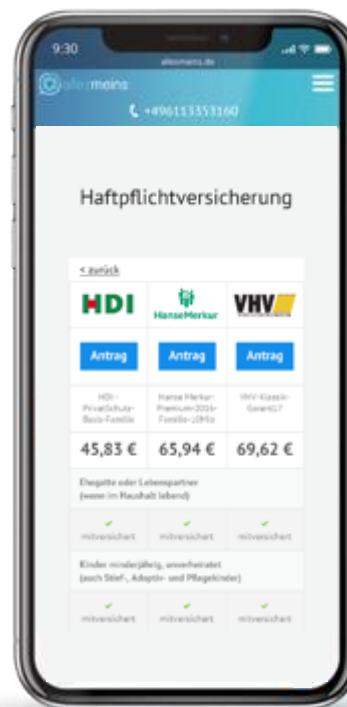 9:30
allesmeins.de
allesmeins
+496113353160
Haftpflichtversicherung
< zurück
HDI HanseMerkur VHV
Antrag Antrag Antrag
HDI - Hanse Merkur- VHV-Klassik-
PrivatSchutz- Premium-2016- Garant17
Basis-Familie Familie-10Mio
45,83 € 65,94 € 69,62 €
Ehegatte oder Lebenspartner
(wenn im Haushalt lebend)
mitversichert mitversichert mitversichert
Kinder minderjährig, unverheiratet
(auch Stief-, Adoptiv- und Pflegekinder)
mitversichert mitversichert mitversichert